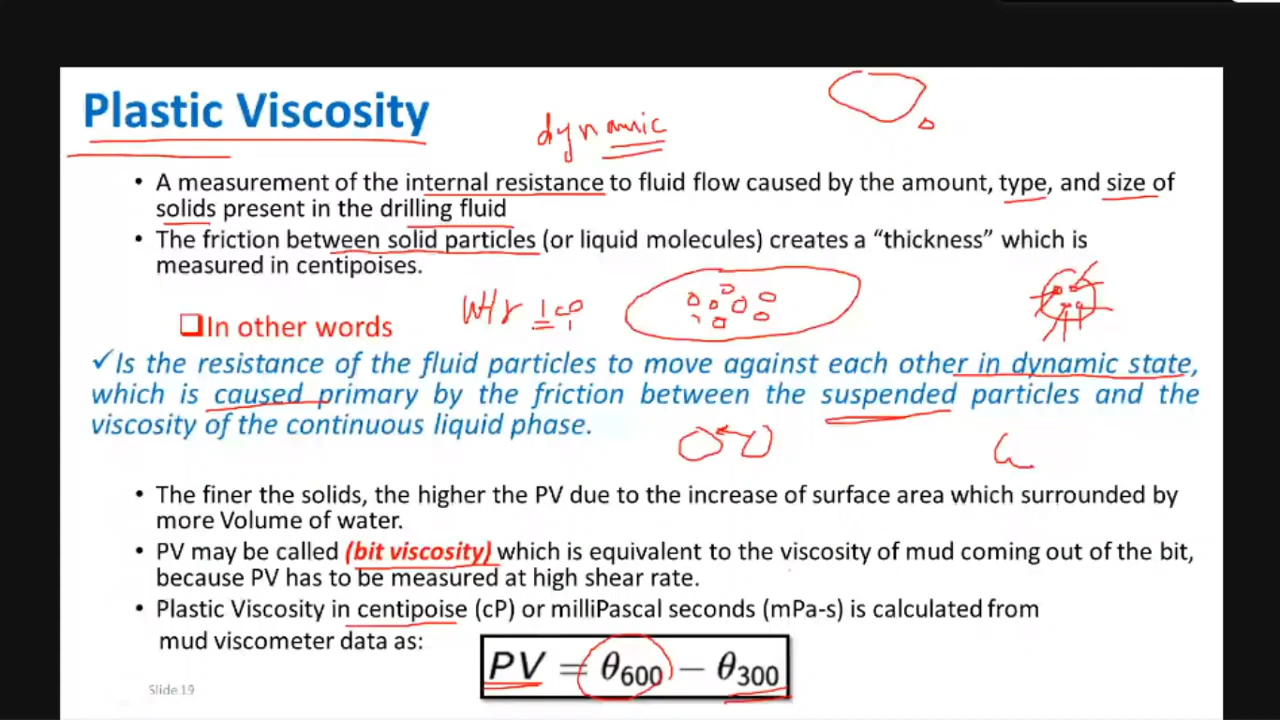 Plastic Viscosity
dynamic
• A measurement of the internal resistance to fluid flow caused by the amount, type, and size of
solids present in the drilling fluid
• The friction between solid particles (or liquid molecules) creates a “thickness” which is
measured in centipoises.
❑In other words
wtr 1 cp
✓Is the resistance of the fluid particles to move against each other in dynamic state,
which is caused primary by the friction between the suspended particles and the
viscosity of the continuous liquid phase.
• The finer the solids, the higher the PV due to the increase of surface area which surrounded by
more Volume of water.
• PV may be called (bit viscosity) which is equivalent to the viscosity of mud coming out of the bit,
because PV has to be measured at high shear rate.
• Plastic Viscosity in centipoise (cP) or milliPascal seconds (mPa-s) is calculated from
mud viscometer data as:
PV = θ600 − θ300
Slide 19